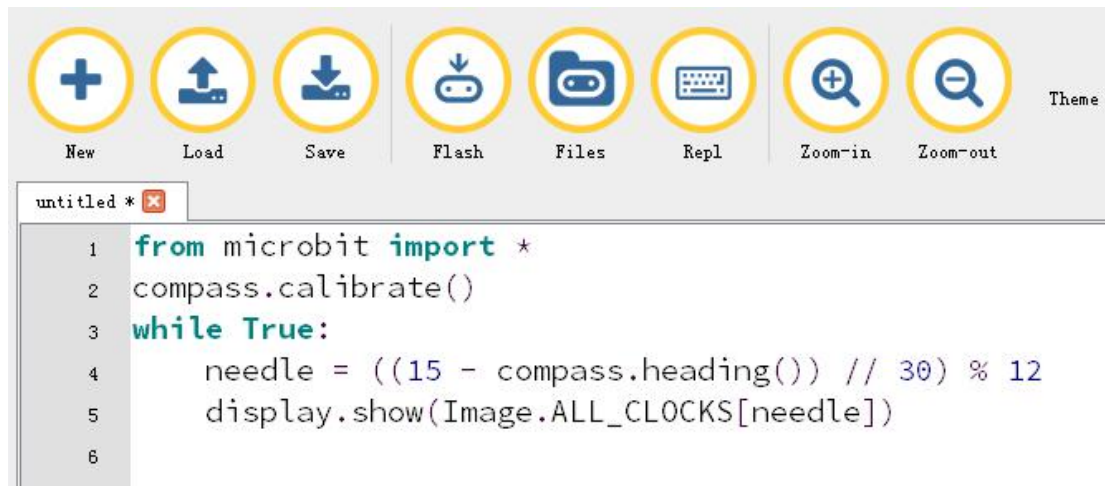 New Load Save Flash Files Repl Zoom-in Zoom-out Theme
untitled *
1 from microbit import *
2 compass.calibrate()
3 while True:
4     needle = ((15 - compass.heading()) // 30) % 12
5     display.show(Image.ALL_CLOCKS[needle])
6